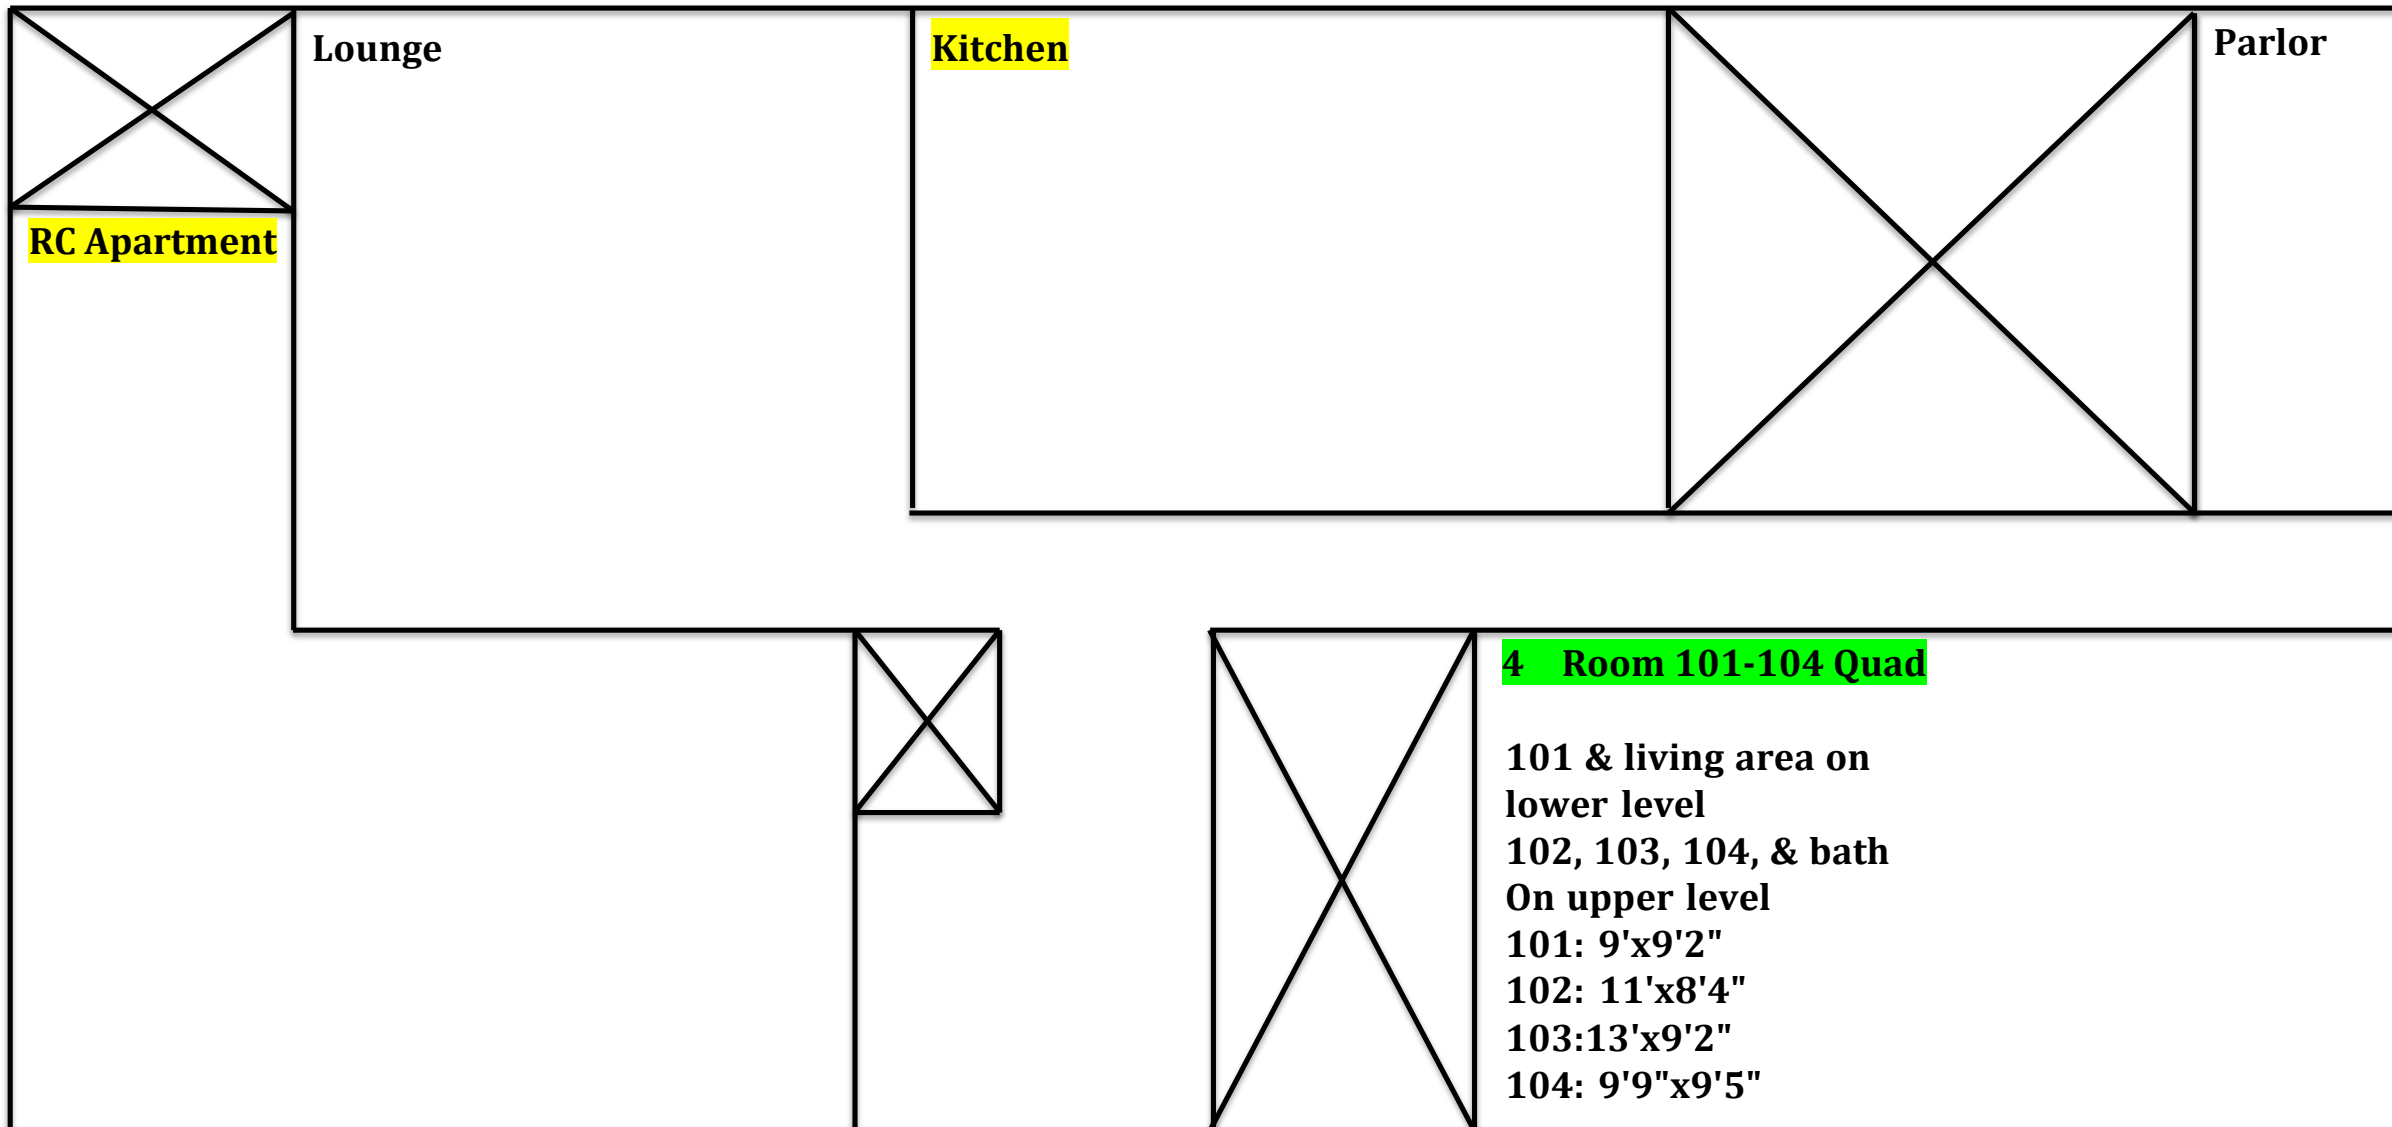 Lounge
Kitchen
Parlor
RC Apartment
4 Room 101-104 Quad
101 & living area on
lower level
102, 103, 104, & bath
On upper level
101: 9'x9'2"
102: 11'x8'4"
103:13'x9'2"
104: 9'9"x9'5"